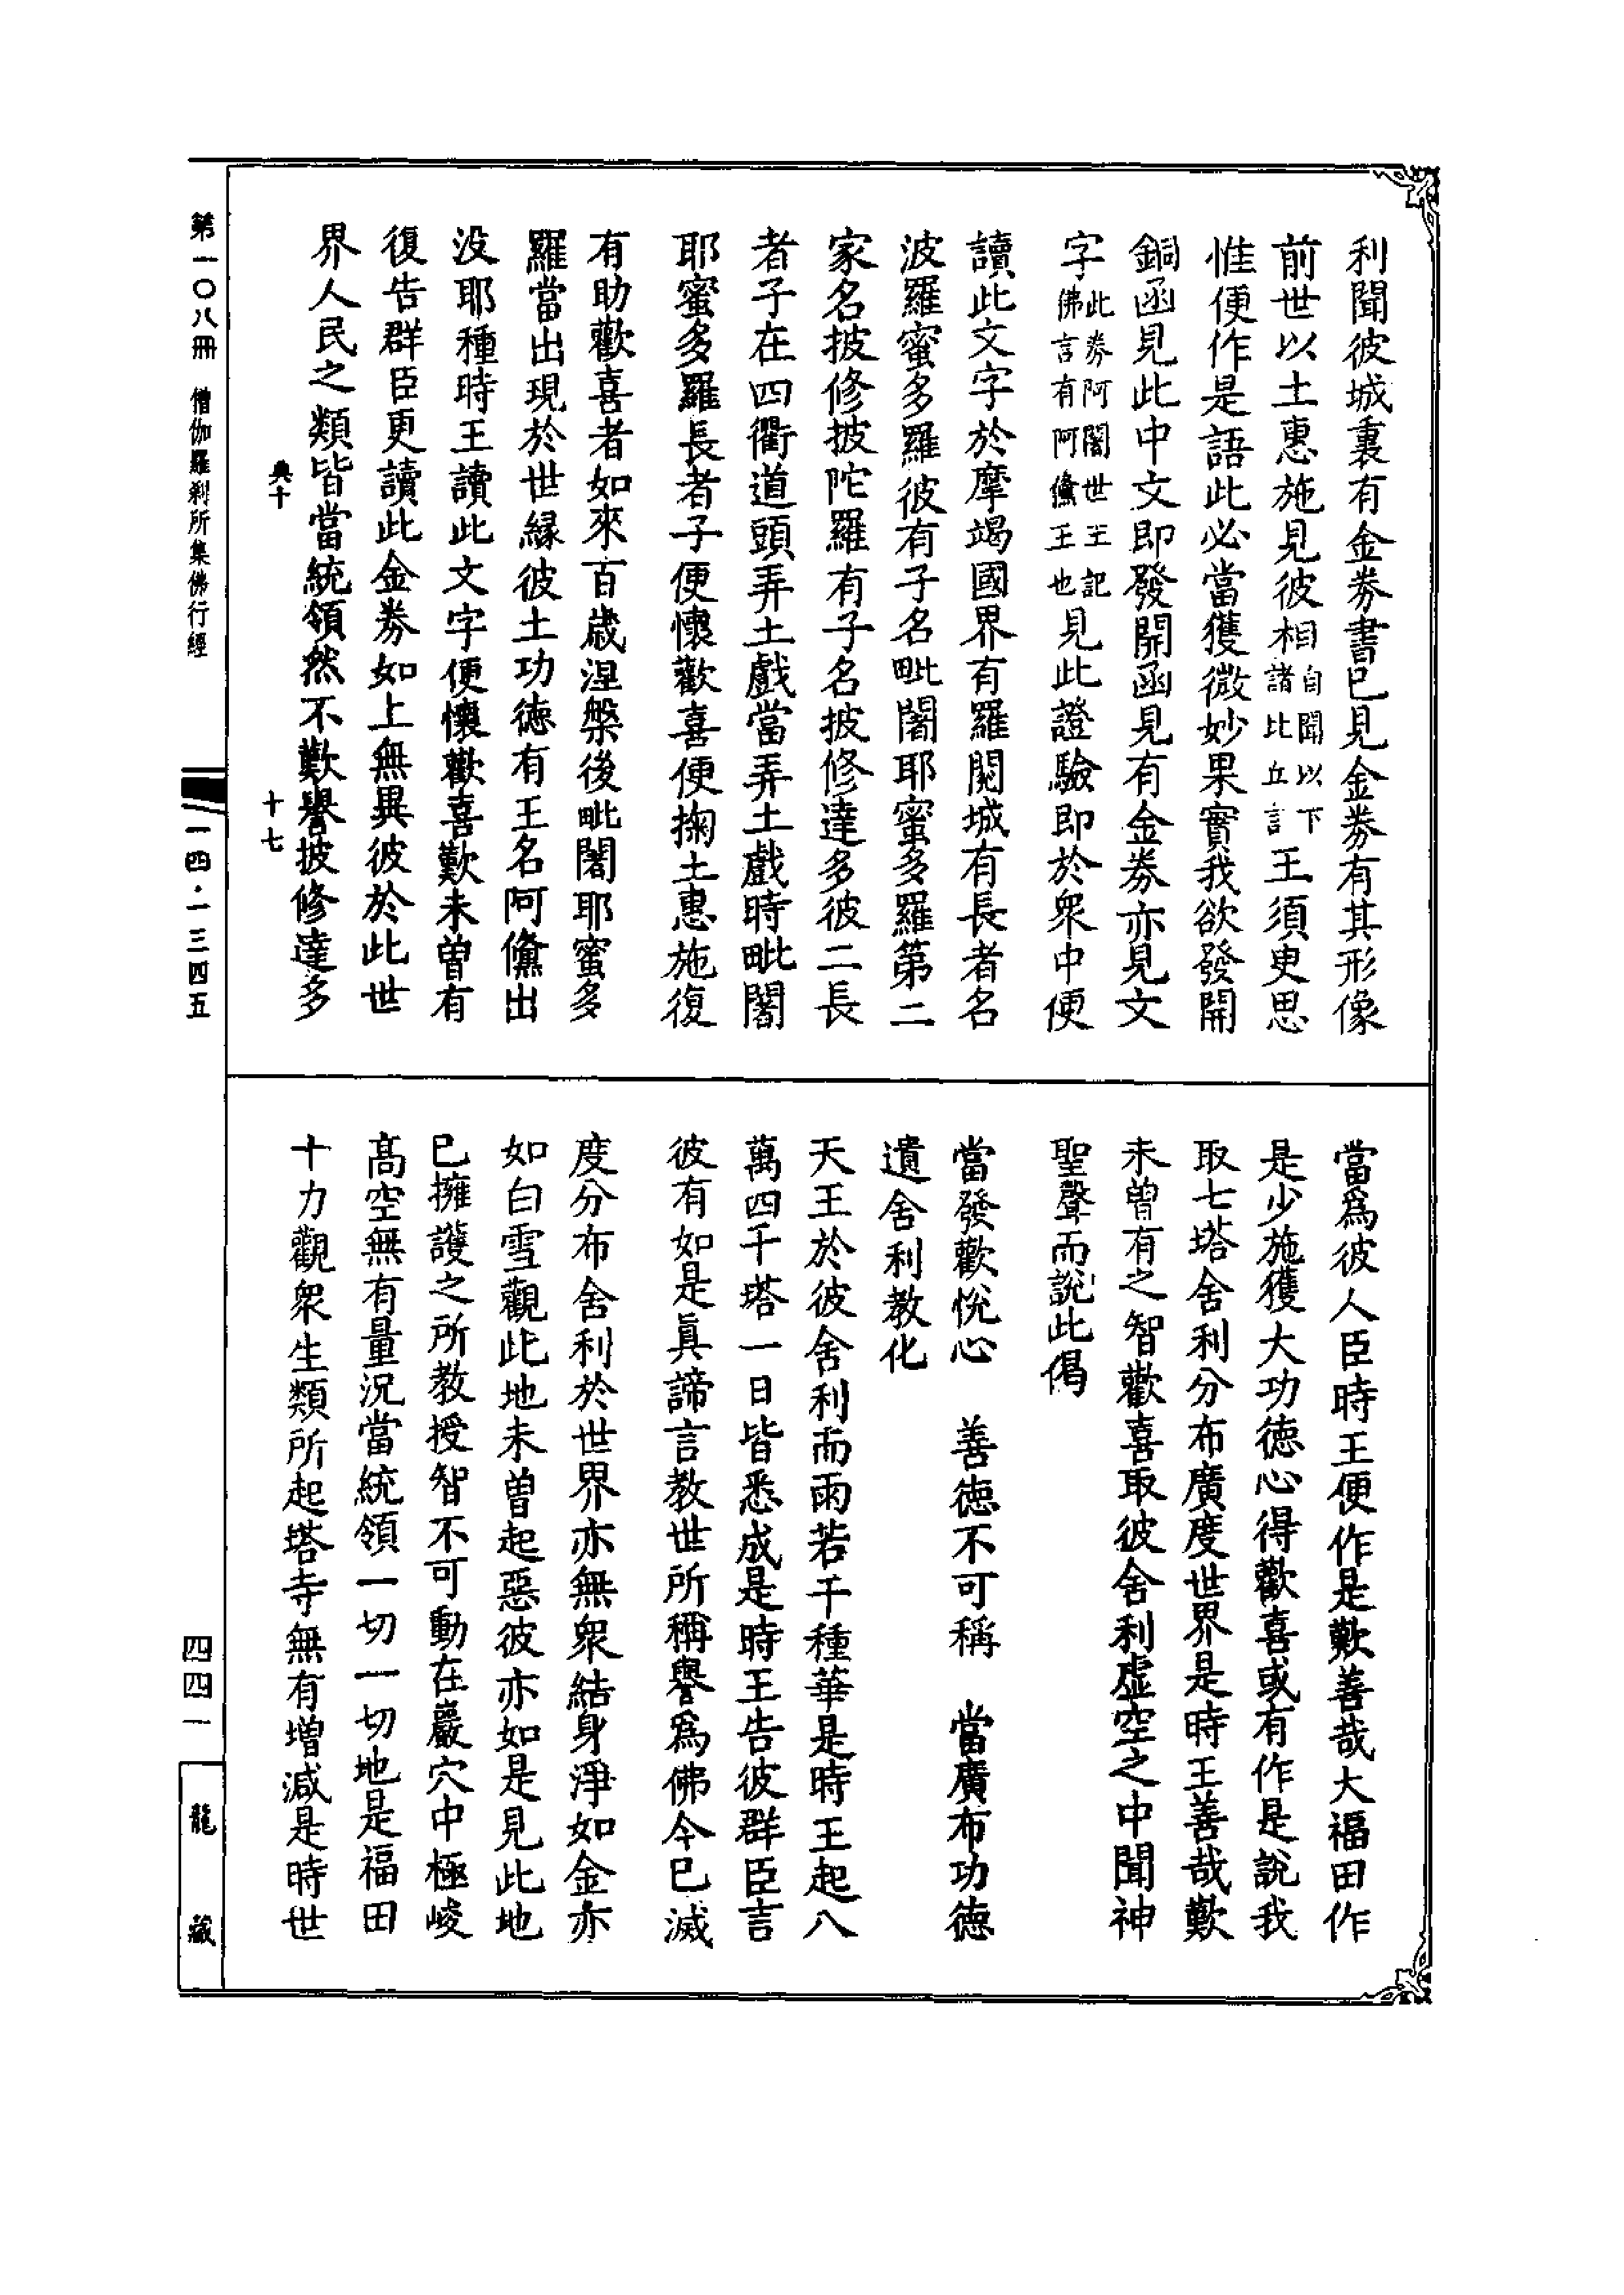 利聞彼城裏有金券書已見金券有其形像
前世以土惠施見彼相自聞以下諸比丘言王須臾思
惟便作是語此必當獲微妙果實我欲發開
銅函見此中文即發開函見有金券亦見文
字此券阿闍世王記佛言有阿儵王也見此證驗即於衆中便
讀此文字於摩竭國界有羅閱城有長者名
波羅蜜多羅彼有子名毗闍耶蜜多羅第二
家名披修披陀羅有子名披修達多彼二長
者子在四衢道頭弄土戲當弄土戲時毗闍
耶蜜多羅長者子便懷歡喜便掬土惠施復
有助歡喜者如來百歲涅槃後毗闍耶蜜多
羅當出現於世緣彼土功德有王名阿儵出
没耶種時王讀此文字便懷歡喜歎未曾有
復告群臣更讀此金券如上無異彼於此世
界人民之類皆當統領然不歎譽披修達多
典十
十七
當爲彼人臣時王便作是歎善哉大福田作
是少施獲大功德心得歡喜或有作是說我
取七塔舍利分布廣度世界是時王善哉歎
未曾有之智歡喜取彼舍利虛空之中聞神
聖聲而說此偈
當發歡悅心　善德不可稱　當廣布功德
遺舍利教化
天王於彼舍利而雨若干種華是時王起八
萬四千塔一日皆悉成是時王告彼群臣言
彼有如是眞諦言教世所稱譽爲佛今已滅
度分布舍利於世界亦無衆結身淨如金亦
如白雪觀此地未曾起惡彼亦如是見此地
已擁護之所教授智不可動在巖穴中極峻
高空無有量況當統領一切一切地是福田
十力觀衆生類所起塔寺無有增減是時世
第一〇八冊　僧伽羅刹所集佛行經
一四·一三四五
四四一
龍藏